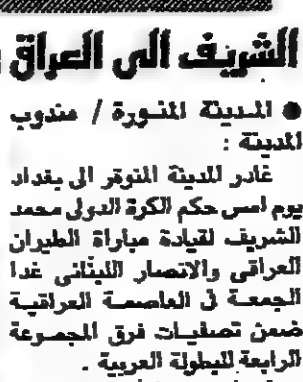 الشريف الى العراق
● المدينة المنورة / مندوب
المدينة :
غادر المدينة المنورة الى بغداد
يوم امس حكم الكرة الدولى محمد
الشريف لقيادة مباراة الطيران
العراقى والانصار اللبنانى غدا
الجمعة فى العاصمة العراقية
ضمن تصفيات فرق المجموعة
الرابعة للبطولة العربية .